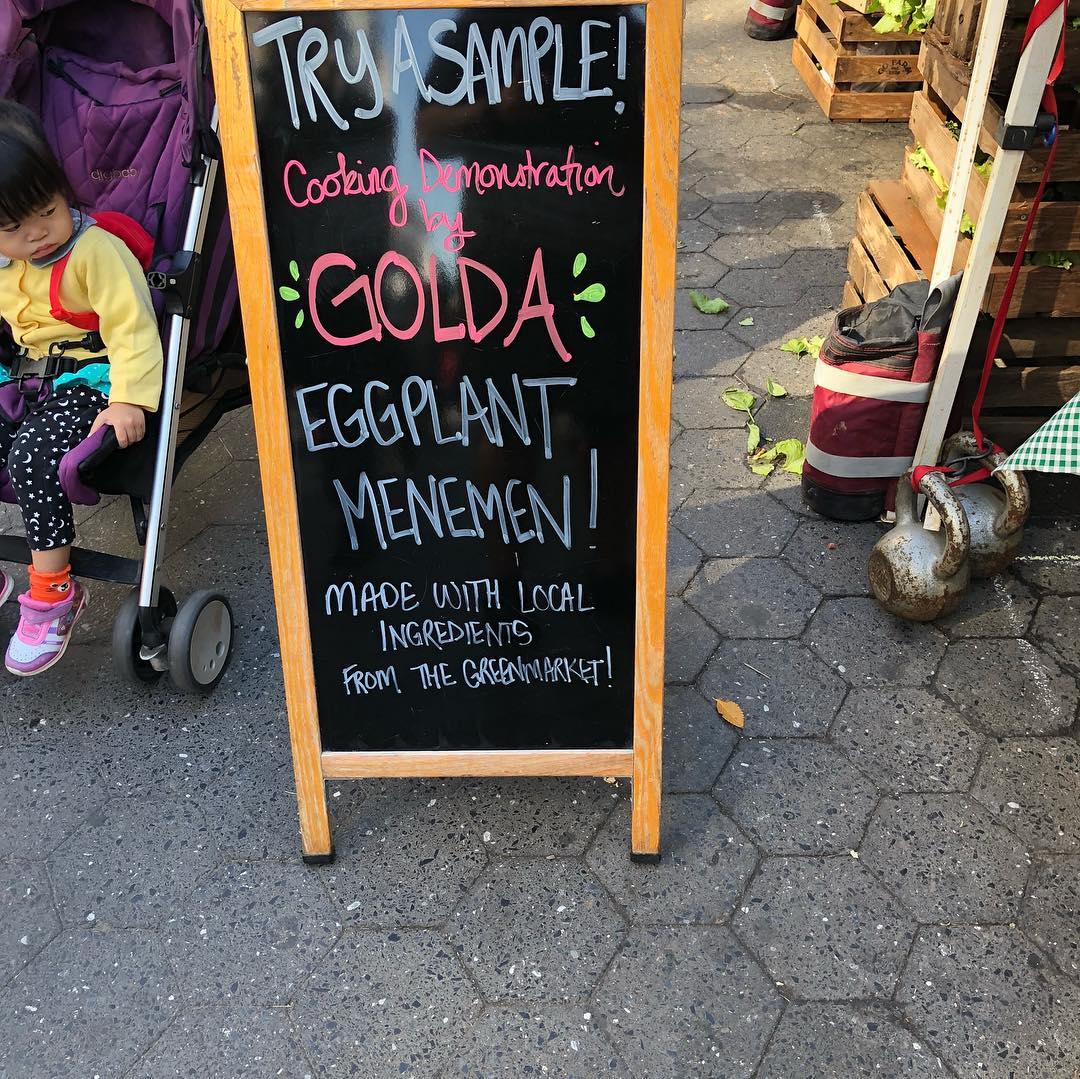 TRY A SAMPLE!
Cooking Demonstration
by
GOLDA
EGGPLANT
MENEMEN!
MADE WITH LOCAL
INGREDIENTS
FROM THE GREENMARKET!